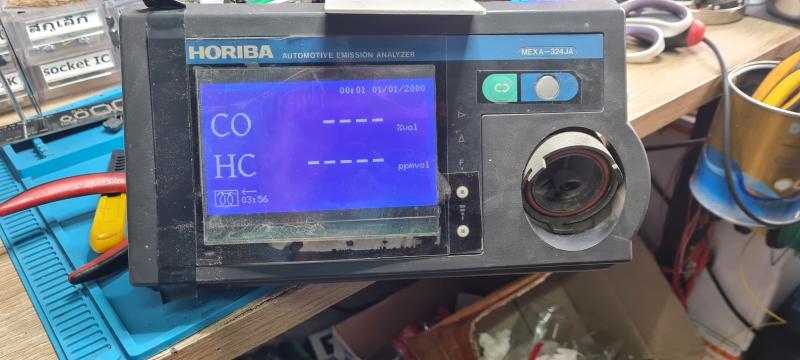 สกูเล็ก
socket IC
HORIBA AUTOMOTIVE EMISSION ANALYZER MEXA-324JA
00:01 01/01/2000
CO ---- %vol
HC ----- ppmvol
03:56